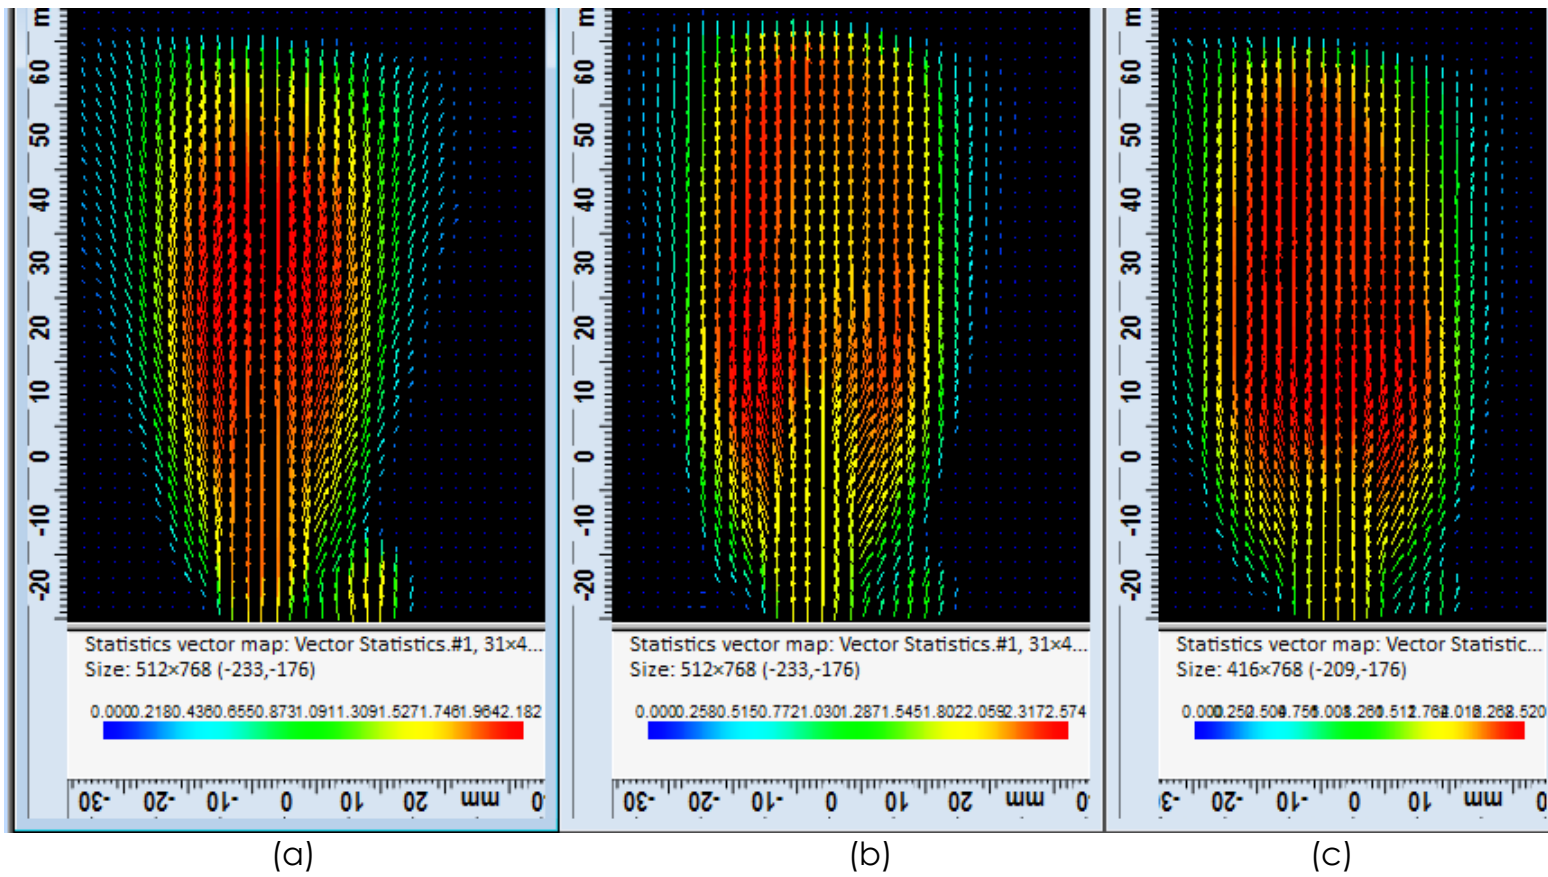 m
60
50
40
30
20
10
0
-10
-20
Statistics vector map: Vector Statistics.#1, 31×4...
Size: 512×768 (-233,-176)
0.0000.2180.4360.6550.8731.0911.3091.5271.7461.9642.182
-30 -20 -10 0 10 20 mm
m
60
50
40
30
20
10
0
-10
-20
Statistics vector map: Vector Statistics.#1, 31×4...
Size: 512×768 (-233,-176)
0.0000.2580.5150.7721.0301.2871.5451.8022.0592.3172.574
-30 -20 -10 0 10 20 mm 0
m
60
50
40
30
20
10
0
-10
-20
Statistics vector map: Vector Statistic...
Size: 416×768 (-209,-176)
-20 -10 0 10 mm 0
(a) (b) (c)